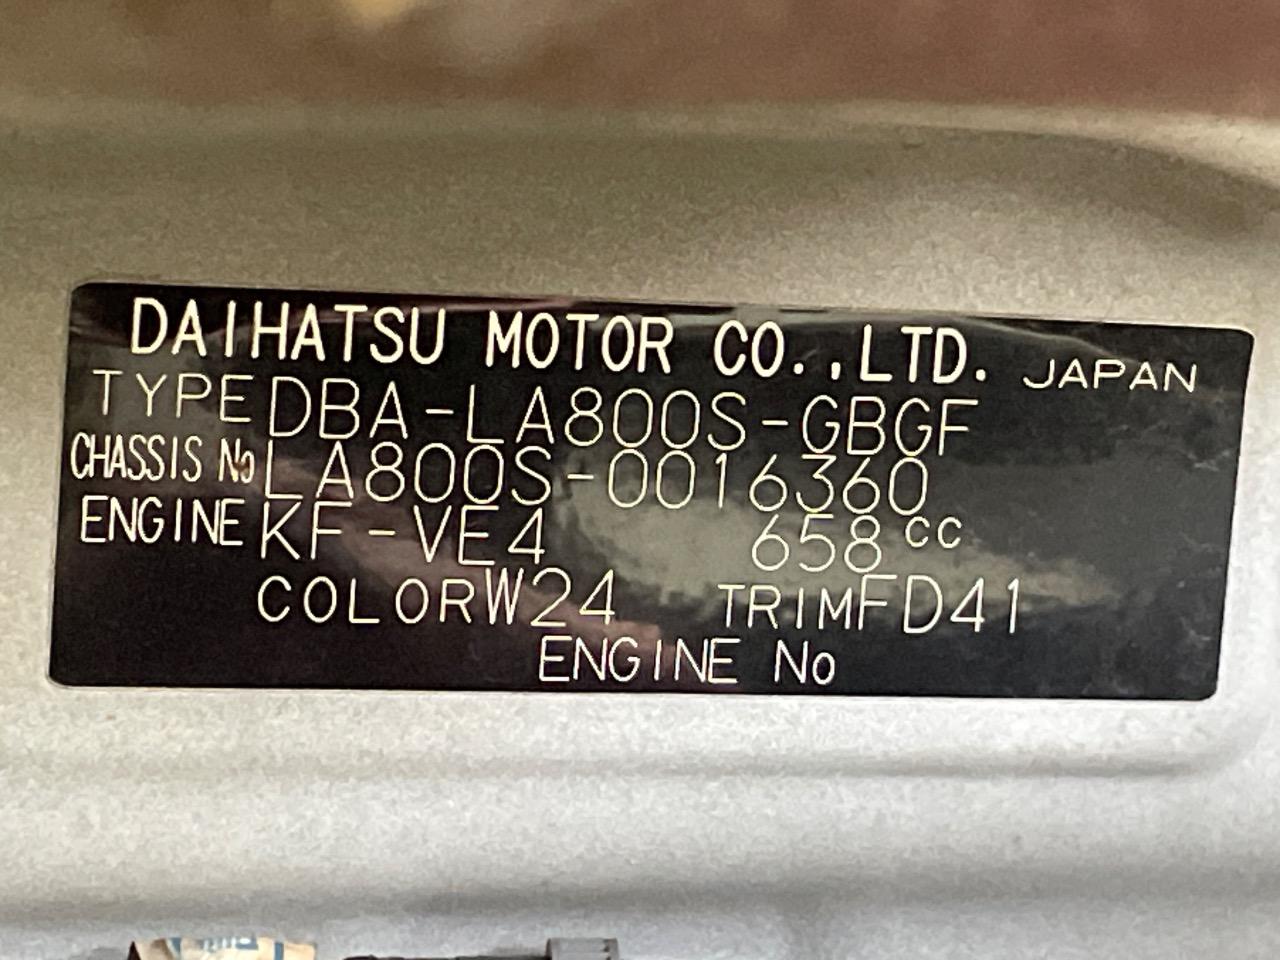 DAIHATSU MOTOR CO.,LTD. JAPAN
TYPE DBA-LA800S-GBGF
CHASSIS No LA800S-0016360
ENGINE KF-VE4 658cc
COLOR W24 TRIM FD41
ENGINE No